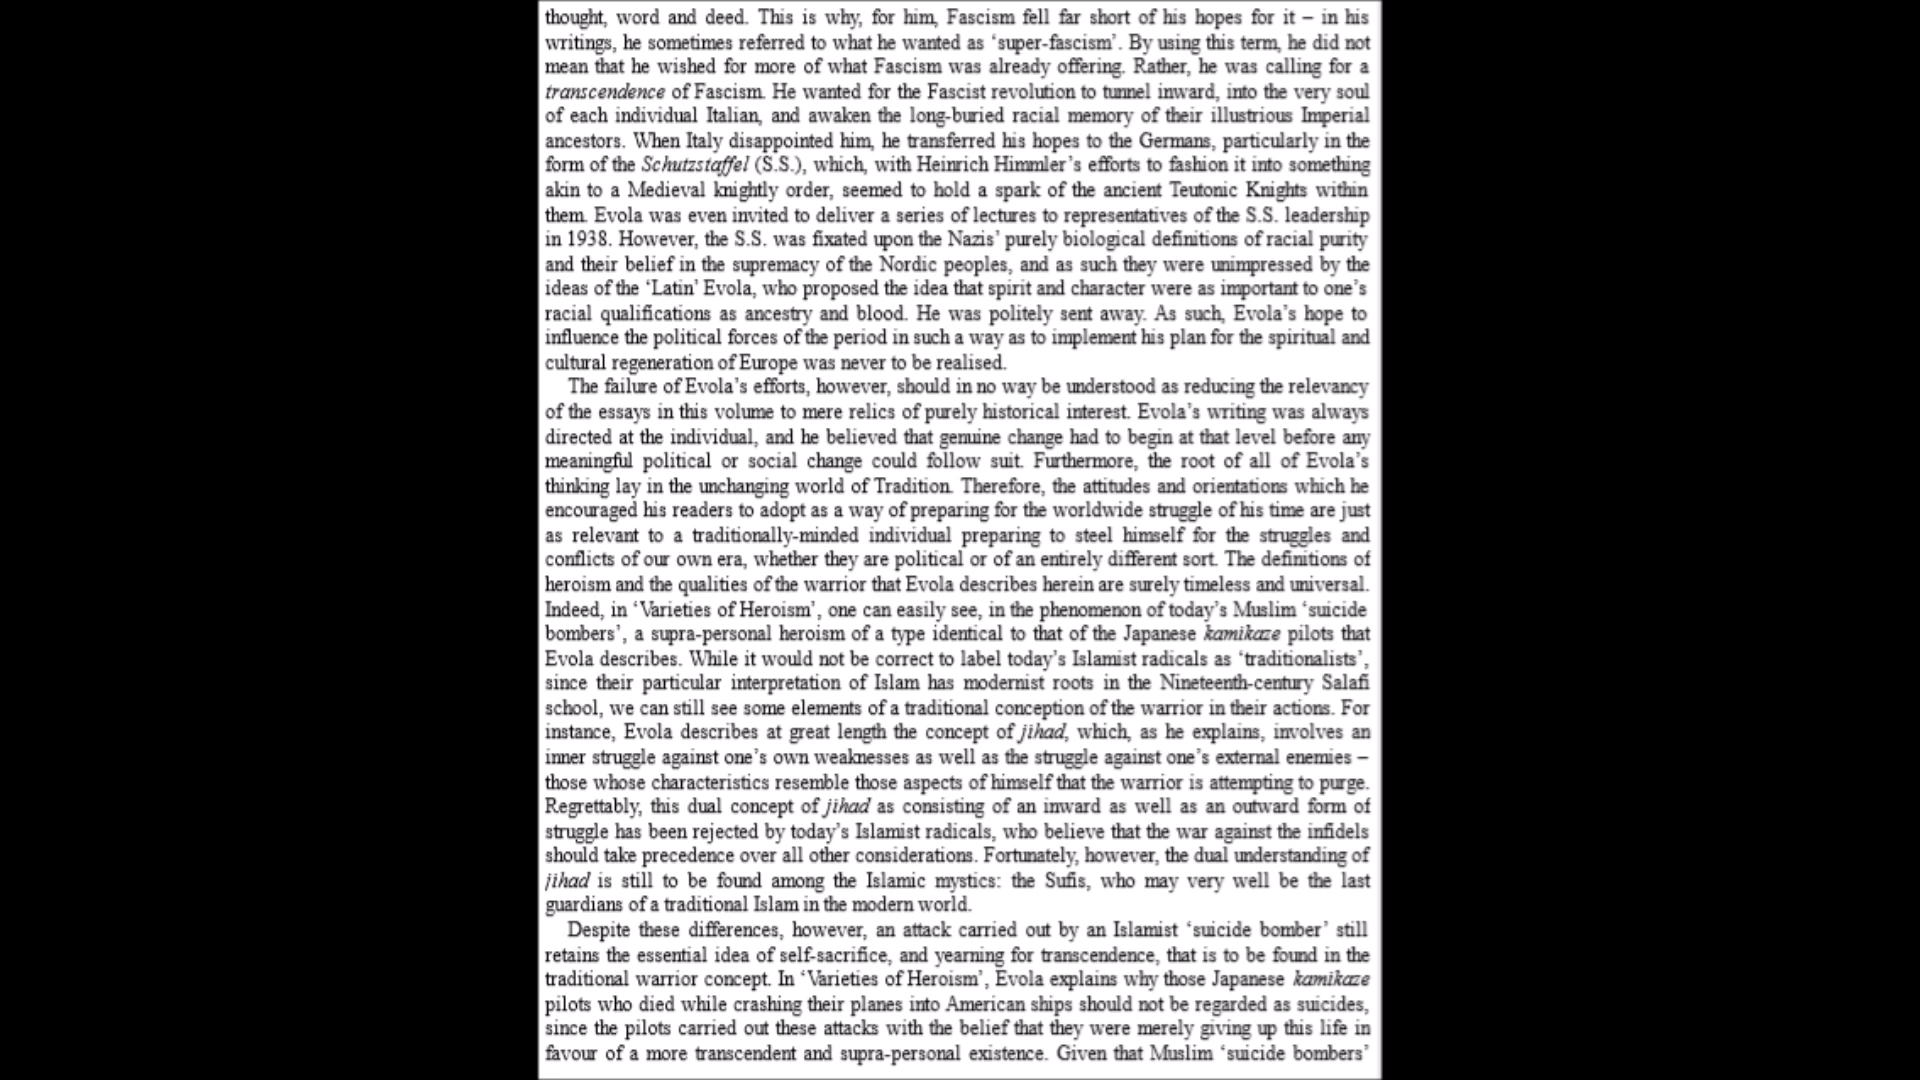 thought, word and deed. This is why, for him, Fascism fell far short of his hopes for it – in his
writings, he sometimes referred to what he wanted as ‘super-fascism’. By using this term, he did not
mean that he wished for more of what Fascism was already offering. Rather, he was calling for a
transcendence of Fascism. He wanted for the Fascist revolution to tunnel inward, into the very soul
of each individual Italian, and awaken the long-buried racial memory of their illustrious Imperial
ancestors. When Italy disappointed him, he transferred his hopes to the Germans, particularly in the
form of the Schutzstaffel (S.S.), which, with Heinrich Himmler’s efforts to fashion it into something
akin to a Medieval knightly order, seemed to hold a spark of the ancient Teutonic Knights within
them. Evola was even invited to deliver a series of lectures to representatives of the S.S. leadership
in 1938. However, the S.S. was fixated upon the Nazis’ purely biological definitions of racial purity
and their belief in the supremacy of the Nordic peoples, and as such they were unimpressed by the
ideas of the ‘Latin’ Evola, who proposed the idea that spirit and character were as important to one’s
racial qualifications as ancestry and blood. He was politely sent away. As such, Evola’s hope to
influence the political forces of the period in such a way as to implement his plan for the spiritual and
cultural regeneration of Europe was never to be realised.
The failure of Evola’s efforts, however, should in no way be understood as reducing the relevancy
of the essays in this volume to mere relics of purely historical interest. Evola’s writing was always
directed at the individual, and he believed that genuine change had to begin at that level before any
meaningful political or social change could follow suit. Furthermore, the root of all of Evola’s
thinking lay in the unchanging world of Tradition. Therefore, the attitudes and orientations which he
encouraged his readers to adopt as a way of preparing for the worldwide struggle of his time are just
as relevant to a traditionally-minded individual preparing to steel himself for the struggles and
conflicts of our own era, whether they are political or of an entirely different sort. The definitions of
heroism and the qualities of the warrior that Evola describes herein are surely timeless and universal.
Indeed, in ‘Varieties of Heroism’, one can easily see, in the phenomenon of today’s Muslim ‘suicide
bombers’, a supra-personal heroism of a type identical to that of the Japanese kamikaze pilots that
Evola describes. While it would not be correct to label today’s Islamist radicals as ‘traditionalists’,
since their particular interpretation of Islam has modernist roots in the Nineteenth-century Salafi
school, we can still see some elements of a traditional conception of the warrior in their actions. For
instance, Evola describes at great length the concept of jihad, which, as he explains, involves an
inner struggle against one’s own weaknesses as well as the struggle against one’s external enemies –
those whose characteristics resemble those aspects of himself that the warrior is attempting to purge.
Regrettably, this dual concept of jihad as consisting of an inward as well as an outward form of
struggle has been rejected by today’s Islamist radicals, who believe that the war against the infidels
should take precedence over all other considerations. Fortunately, however, the dual understanding of
jihad is still to be found among the Islamic mystics: the Sufis, who may very well be the last
guardians of a traditional Islam in the modern world.
Despite these differences, however, an attack carried out by an Islamist ‘suicide bomber’ still
retains the essential idea of self-sacrifice, and yearning for transcendence, that is to be found in the
traditional warrior concept. In ‘Varieties of Heroism’, Evola explains why those Japanese kamikaze
pilots who died while crashing their planes into American ships should not be regarded as suicides,
since the pilots carried out these attacks with the belief that they were merely giving up this life in
favour of a more transcendent and supra-personal existence. Given that Muslim ‘suicide bombers’